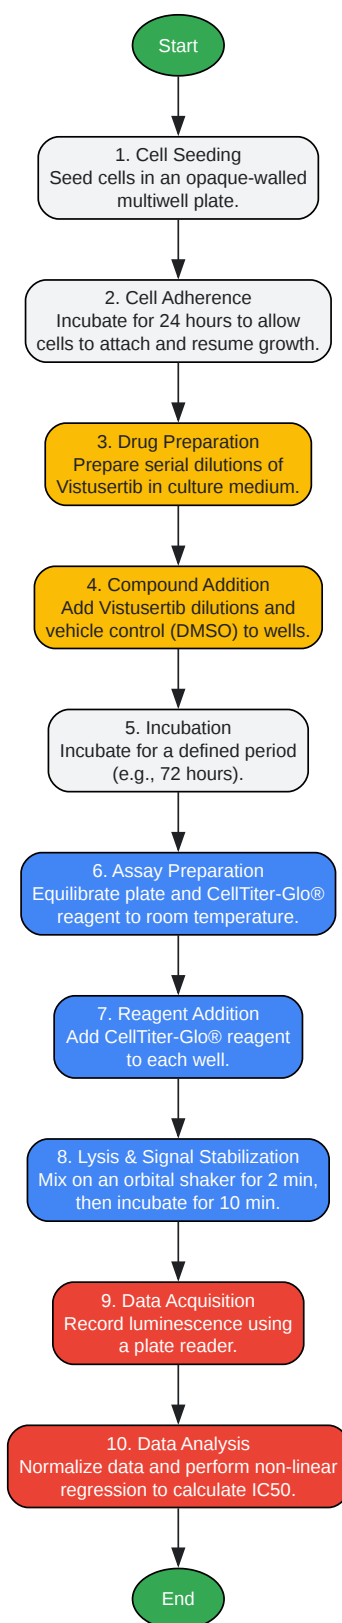 Start
1. Cell Seeding
Seed cells in an opaque-walled
multiwell plate.
2. Cell Adherence
Incubate for 24 hours to allow
cells to attach and resume growth.
3. Drug Preparation
Prepare serial dilutions of
Vistusertib in culture medium.
4. Compound Addition
Add Vistusertib dilutions and
vehicle control (DMSO) to wells.
5. Incubation
Incubate for a defined period
(e.g., 72 hours).
6. Assay Preparation
Equilibrate plate and CellTiter-Glo®
reagent to room temperature.
7. Reagent Addition
Add CellTiter-Glo® reagent
to each well.
8. Lysis & Signal Stabilization
Mix on an orbital shaker for 2 min,
then incubate for 10 min.
9. Data Acquisition
Record luminescence using
a plate reader.
10. Data Analysis
Normalize data and perform non-linear
regression to calculate IC50.
End